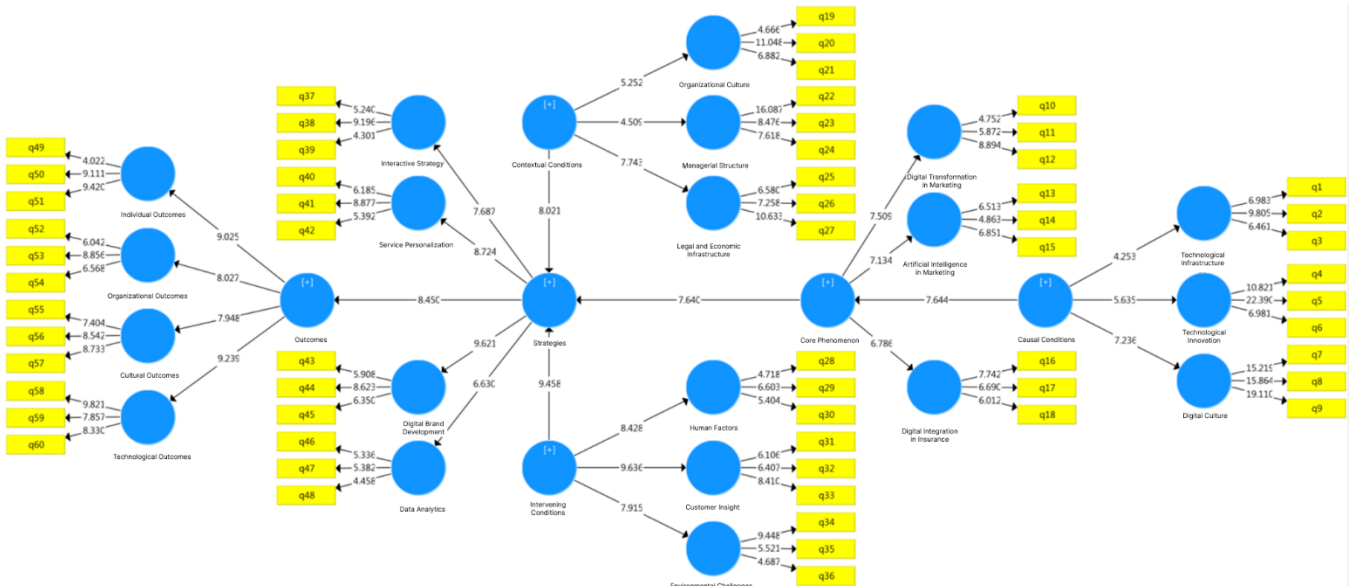 q49
q50
q51
q52
q53
q54
q55
q56
q57
q58
q59
q60
4.022
9.111
9.420
6.042
8.856
6.568
7.404
8.542
8.733
9.821
7.857
8.330
Individual Outcomes
Organizational Outcomes
Cultural Outcomes
Technological Outcomes
9.025
8.027
7.948
9.239
[+]
Outcomes
8.450
q37
q38
q39
q40
q41
q42
q43
q44
q45
q46
q47
q48
5.240
9.196
4.301
6.185
8.877
5.392
5.908
8.623
6.350
5.336
5.382
4.458
Interactive Strategy
Service Personalization
Digital Brand
Development
Data Analytics
7.687
8.724
9.621
6.630
[+]
Contextual Conditions
8.021
[+]
Strategies
9.458
[+]
Intervening
Conditions
5.252
4.509
7.743
8.428
9.636
7.915
Organizational Culture
Managerial Structure
Legal and Economic
Infrastructure
Human Factors
Customer Insight
Environmental Challenges
4.666
11.048
6.882
16.087
8.476
7.618
6.580
7.258
10.633
4.718
6.603
5.404
6.106
6.407
8.410
9.448
5.521
4.687
q19
q20
q21
q22
q23
q24
q25
q26
q27
q28
q29
q30
q31
q32
q33
q34
q35
q36
7.640
[+]
Core Phenomenon
7.509
7.134
6.786
Digital Transformation
in Marketing
Artificial Intelligence
in Marketing
Digital Integration
in Insurance
4.752
5.872
8.894
6.513
4.863
6.851
7.742
6.690
6.012
q10
q11
q12
q13
q14
q15
q16
q17
q18
7.644
[+]
Causal Conditions
4.253
5.635
7.236
Technological
Infrastructure
Technological
Innovation
Digital Culture
6.983
9.805
6.461
10.821
22.390
6.981
15.219
15.864
19.110
q1
q2
q3
q4
q5
q6
q7
q8
q9